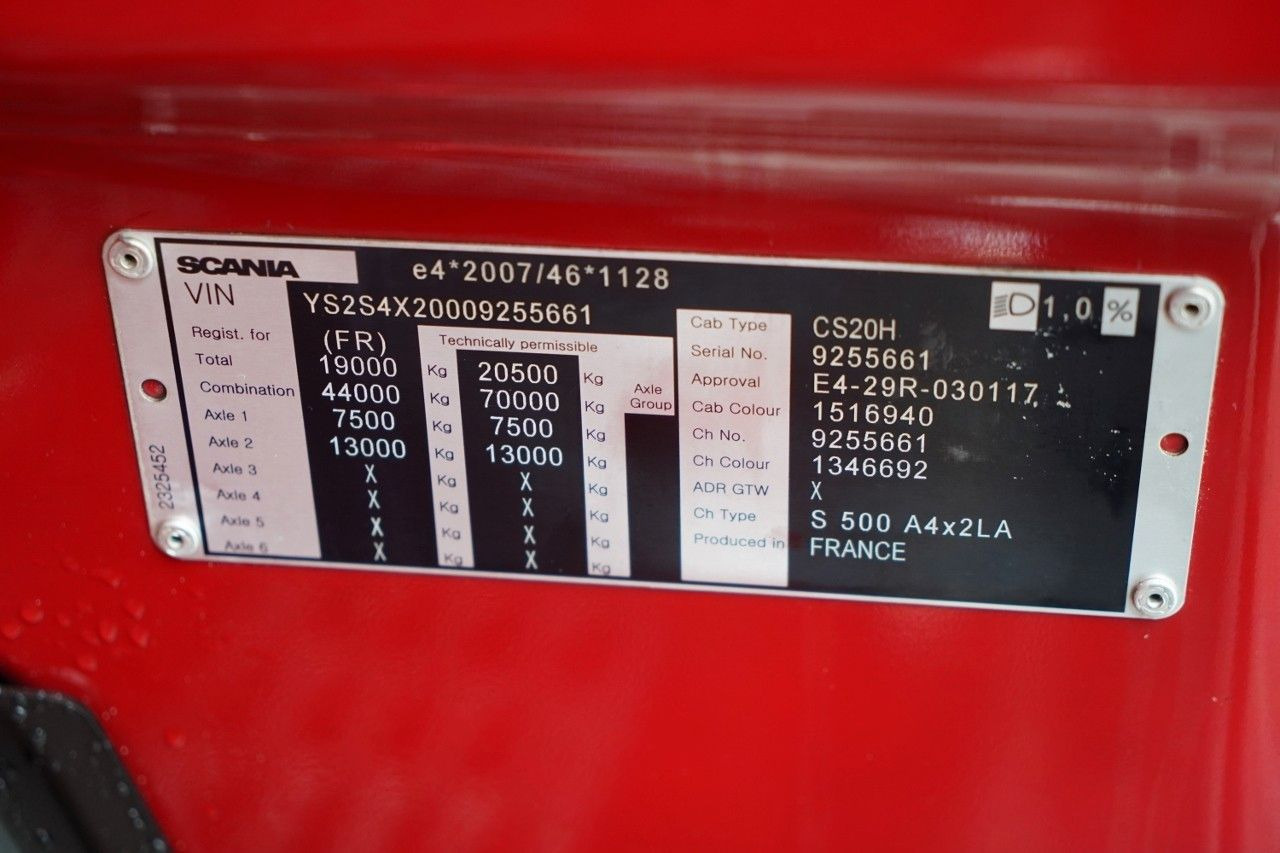 SCANIA e4*2007/46*1128
VIN YS2S4X20009255661 1,0 %
Regist. for (FR) Technically permissible
Total 19000 Kg 20500 Kg
Combination 44000 Kg 70000 Kg Axle Group
Axle 1 7500 Kg 7500 Kg
Axle 2 13000 Kg 13000 Kg
Axle 3 X Kg X Kg
Axle 4 X Kg X Kg
Axle 5 X Kg X Kg
Axle 6 X Kg X Kg
Cab Type CS20H
Serial No. 9255661
Approval E4-29R-030117
Cab Colour 1516940
Ch No. 9255661
Ch Colour 1346692
ADR GTW X
Ch Type S 500 A4x2LA
Produced in FRANCE
2325452